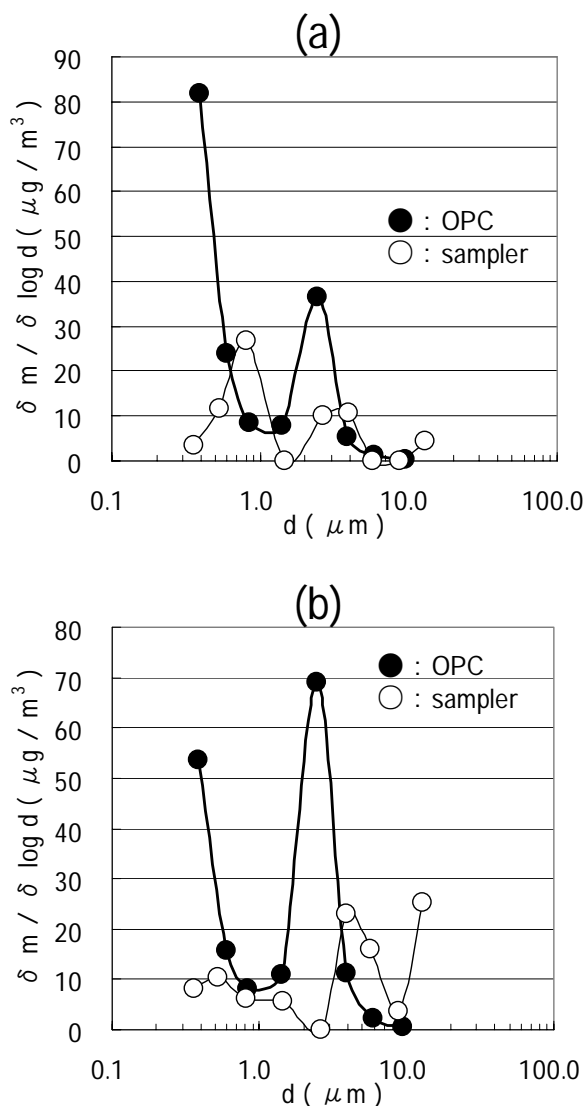 (a)
90
80
70
60
50
40
30
20
10
0
δ m / δ log d ( μg / m³ )
● : OPC
○ : sampler
0.1 1.0 10.0 100.0
d ( μm )
(b)
80
70
60
50
40
30
20
10
0
δ m / δ log d ( μg / m³ )
● : OPC
○ : sampler
0.1 1.0 10.0 100.0
d ( μm )